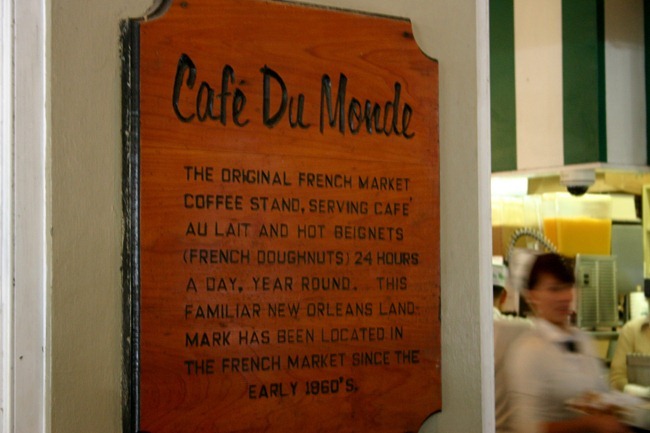 Café Du Monde
THE ORIGINAL FRENCH MARKET
COFFEE STAND, SERVING CAFE'
AU LAIT AND HOT BEIGNETS
(FRENCH DOUGHNUTS) 24 HOURS
A DAY, YEAR ROUND. THIS
FAMILIAR NEW ORLEANS LAND-
MARK HAS BEEN LOCATED IN
THE FRENCH MARKET SINCE THE
EARLY 1860'S.